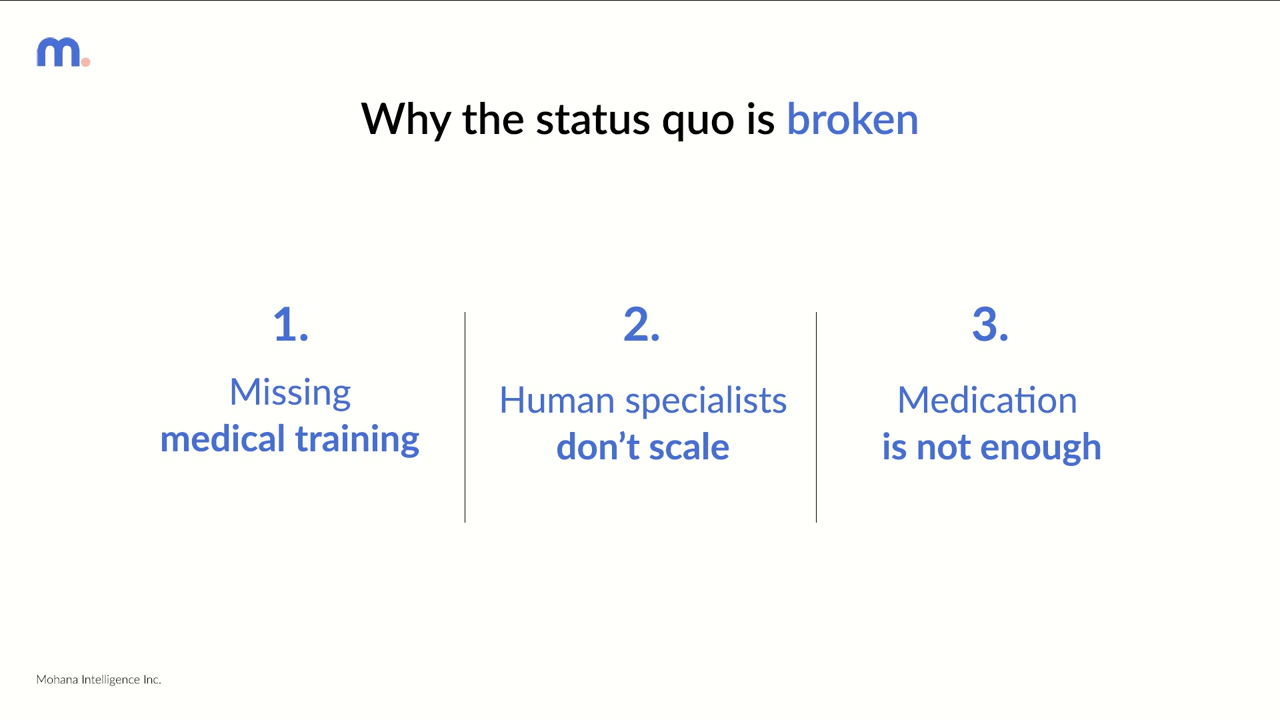 m.
Why the status quo is broken
1.
Missing
medical training
2.
Human specialists
don’t scale
3.
Medication
is not enough
Mohana Intelligence Inc.